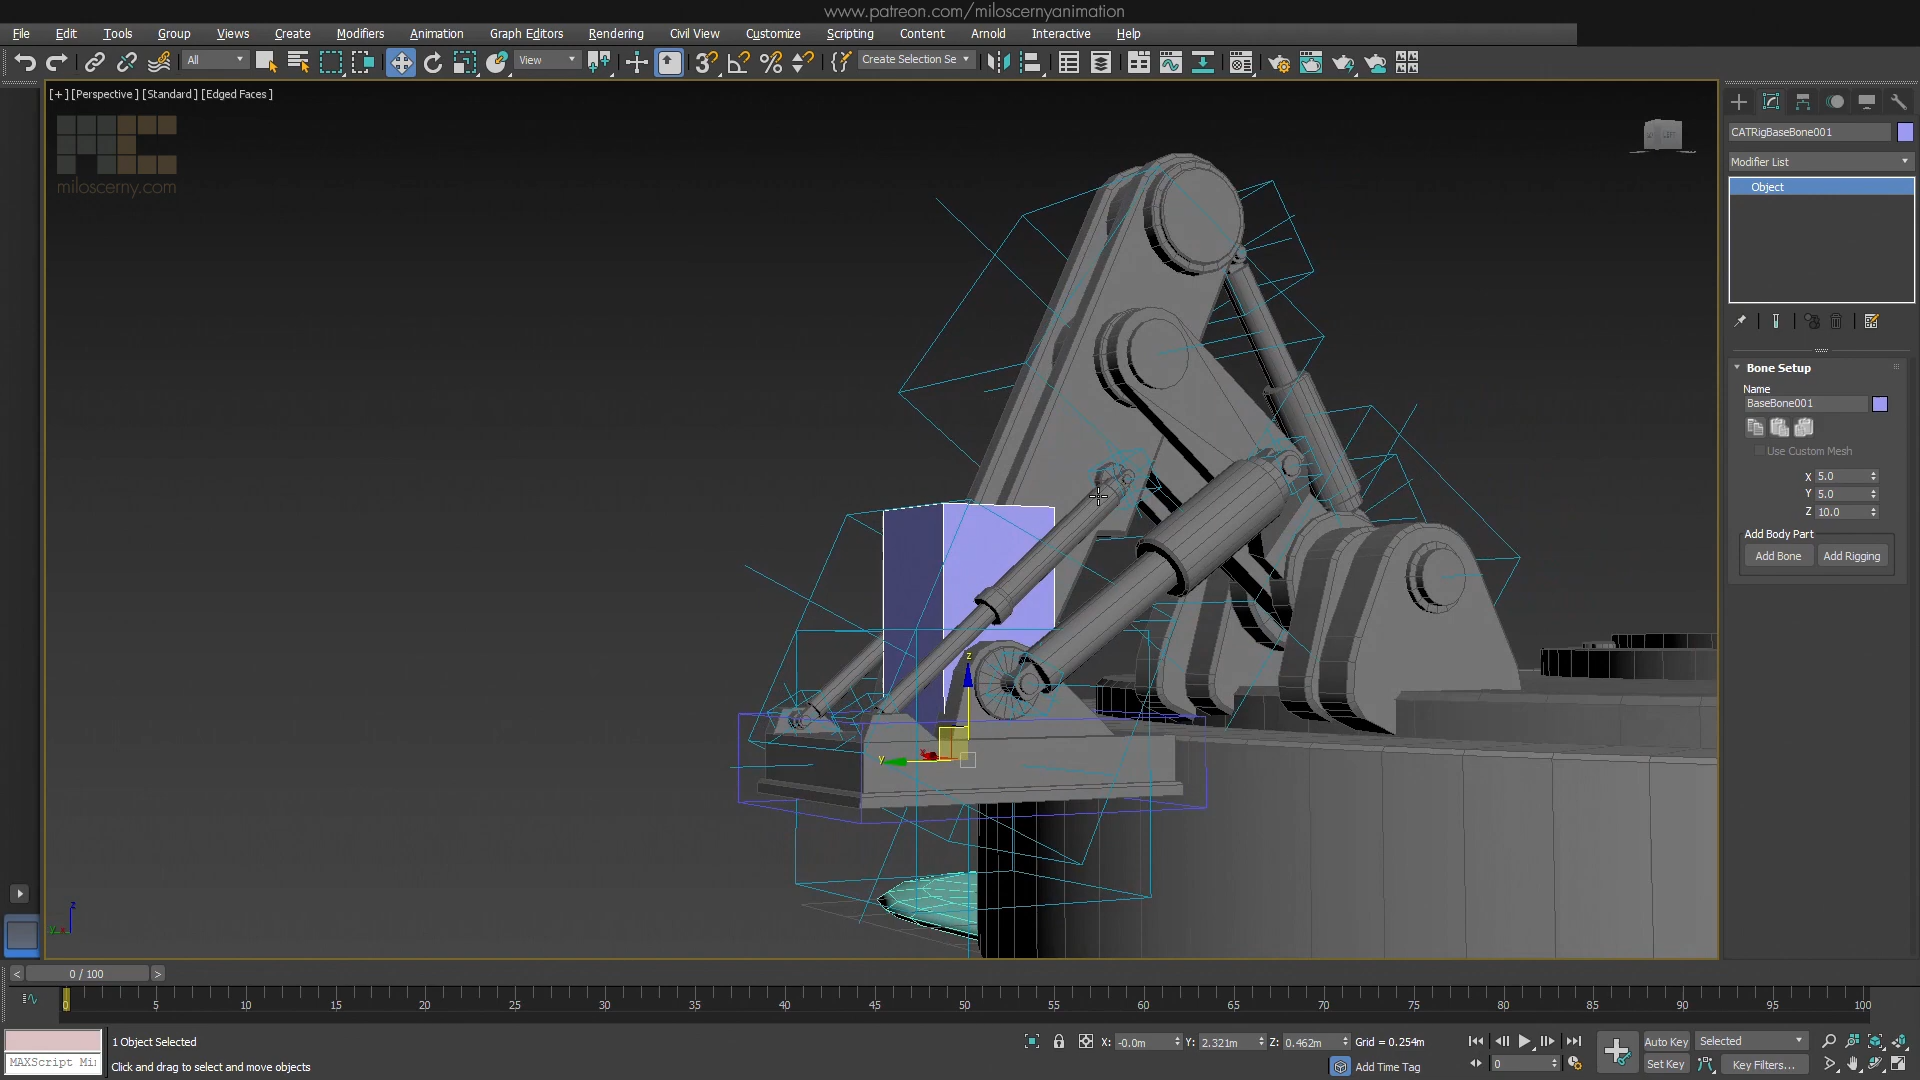 www.patreon.com/miloscernyanimation
File Edit Tools Group Views Create Modifiers Animation Graph Editors Rendering Civil View Customize Scripting Content Arnold Interactive Help
All View Create Selection Se
[+] [Perspective] [Standard] [Edged Faces]
miloscerny.com
CATRigBaseBone001
Modifier List
Object
Bone Setup
Name
BaseBone001
Use Custom Mesh
X 5.0
Y 5.0
Z 10.0
Add Body Part
Add Bone Add Rigging
z
y
x
z
y x
< 0 / 100 >
0 5 10 15 20 25 30 35 40 45 50 55 60 65 70 75 80 85 90 95 100
1 Object Selected X: -0.0m Y: 2.321m Z: 0.462m Grid = 0.254m Auto Key Selected
MAXScript Mi Click and drag to select and move objects Add Time Tag 0 Set Key Key Filters...